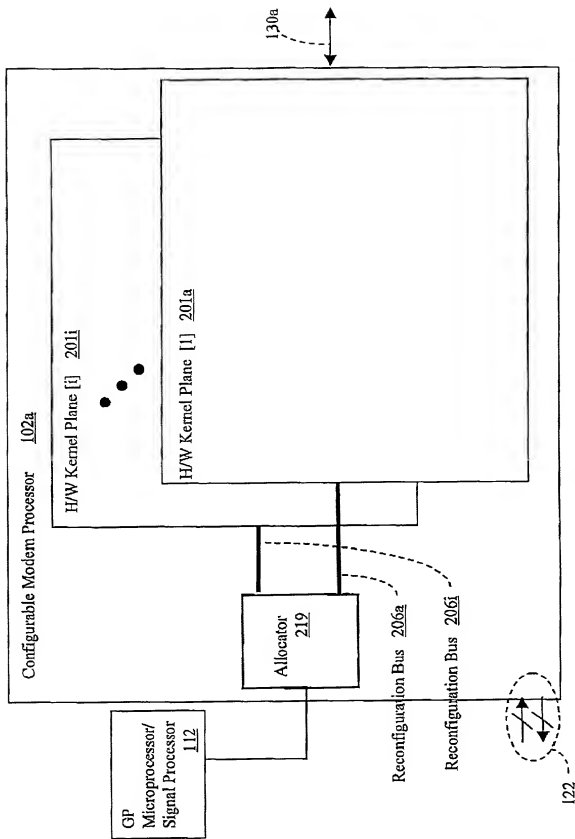 Configurable Modem Processor 102a
H/W Kernel Plane [i] 201i
H/W Kernel Plane [1] 201a
130a
Allocator
219
GP
Microprocessor/
Signal Processor
112
Reconfiguration Bus 206a
Reconfiguration Bus 206i
122